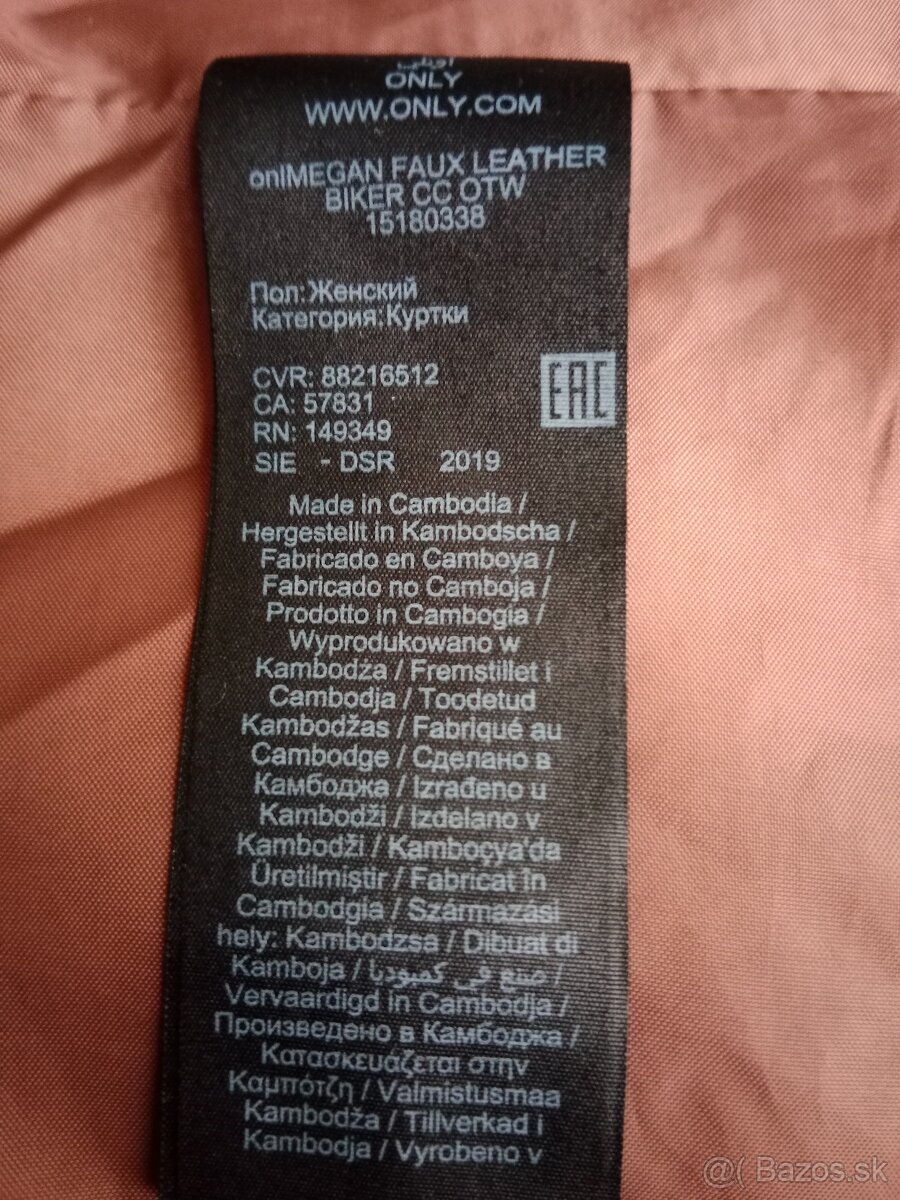 اونلي
ONLY
WWW.ONLY.COM
onlMEGAN FAUX LEATHER
BIKER CC OTW
15180338
Пол:Женский
Категория:Куртки
CVR: 88216512
CA: 57831
RN: 149349
EAC
SIE - DSR 2019
Made in Cambodia /
Hergestellt in Kambodscha /
Fabricado en Camboya /
Fabricado no Camboja /
Prodotto in Cambogia /
Wyprodukowano w
Kambodża / Fremstillet i
Cambodja / Toodetud
Kambodžas / Fabriqué au
Cambodge / Сделано в
Камбоджа / Izrađeno u
Kambodži / Izdelano v
Kambodži / Kamboçya'da
Üretilmiştir / Fabricat în
Cambodgia / Származási
hely: Kambodzsa / Dibuat di
Kamboja / صنع في كمبوديا /
Vervaardigd in Cambodja /
Произведено в Камбоджа /
Κατασκευάζεται στην
Καμπότζη / Valmistusmaa
Kambodža / Tillverkad i
Kambodja / Vyrobeno v
@( Bazos.sk